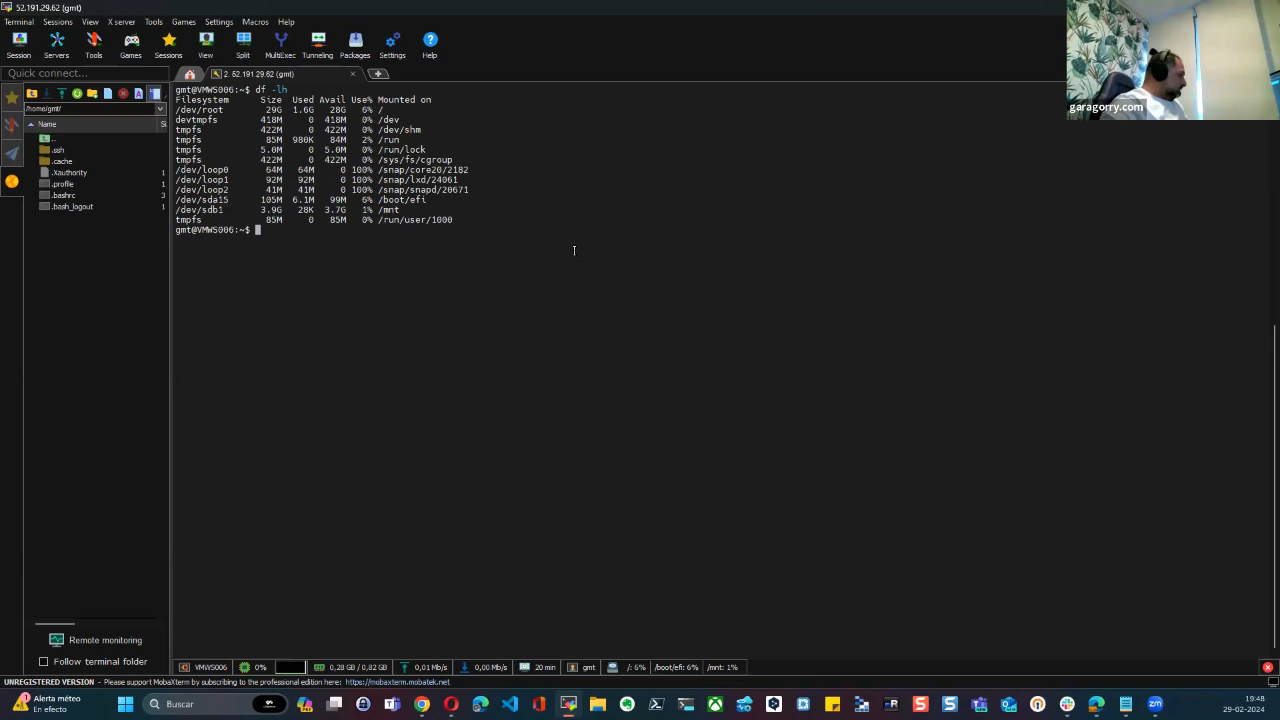 52.191.29.62 (gmt)
Terminal Sessions View X server Tools Games Settings Macros Help
Session Servers Tools Games Sessions View Split MultiExec Tunneling Packages Settings Help
Quick connect...
2. 52.191.29.62 (gmt)
/home/gmt/
Name
Si
..
.ssh
.cache
.Xauthority 1
.profile 1
.bashrc 3
.bash_logout 1
gmt@VMWS006:~$ df -lh
Filesystem Size Used Avail Use% Mounted on
/dev/root 29G 1.6G 28G 6% /
devtmpfs 418M 0 418M 0% /dev
tmpfs 422M 0 422M 0% /dev/shm
tmpfs 85M 980K 84M 2% /run
tmpfs 5.0M 0 5.0M 0% /run/lock
tmpfs 422M 0 422M 0% /sys/fs/cgroup
/dev/loop0 64M 64M 0 100% /snap/core20/2182
/dev/loop1 92M 92M 0 100% /snap/lxd/24061
/dev/loop2 41M 41M 0 100% /snap/snapd/20671
/dev/sda15 105M 6.1M 99M 6% /boot/efi
/dev/sdb1 3.9G 28K 3.7G 1% /mnt
tmpfs 85M 0 85M 0% /run/user/1000
gmt@VMWS006:~$
garagorry.com
Remote monitoring
Follow terminal folder
VMWS006 0% 0,28 GB / 0,82 GB 0,01 Mb/s 0,00 Mb/s 20 min gmt /: 6% /boot/efi: 6% /mnt: 1%
UNREGISTERED VERSION - Please support MobaXterm by subscribing to the professional edition here: https://mobaxterm.mobatek.net
Alerta méteo
En efecto
Buscar
19:48
29-02-2024